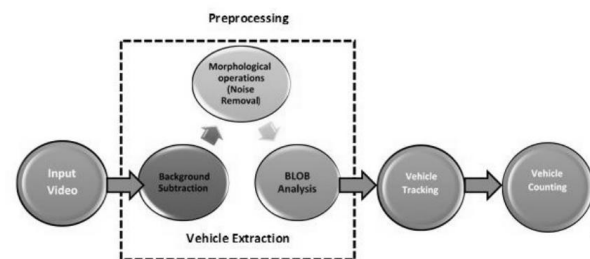 Preprocessing
Morphological
operations
(Noise
Removal)
Input
Video
Background
Subtraction
BLOB
Analysis
Vehicle
Tracking
Vehicle
Counting
Vehicle Extraction